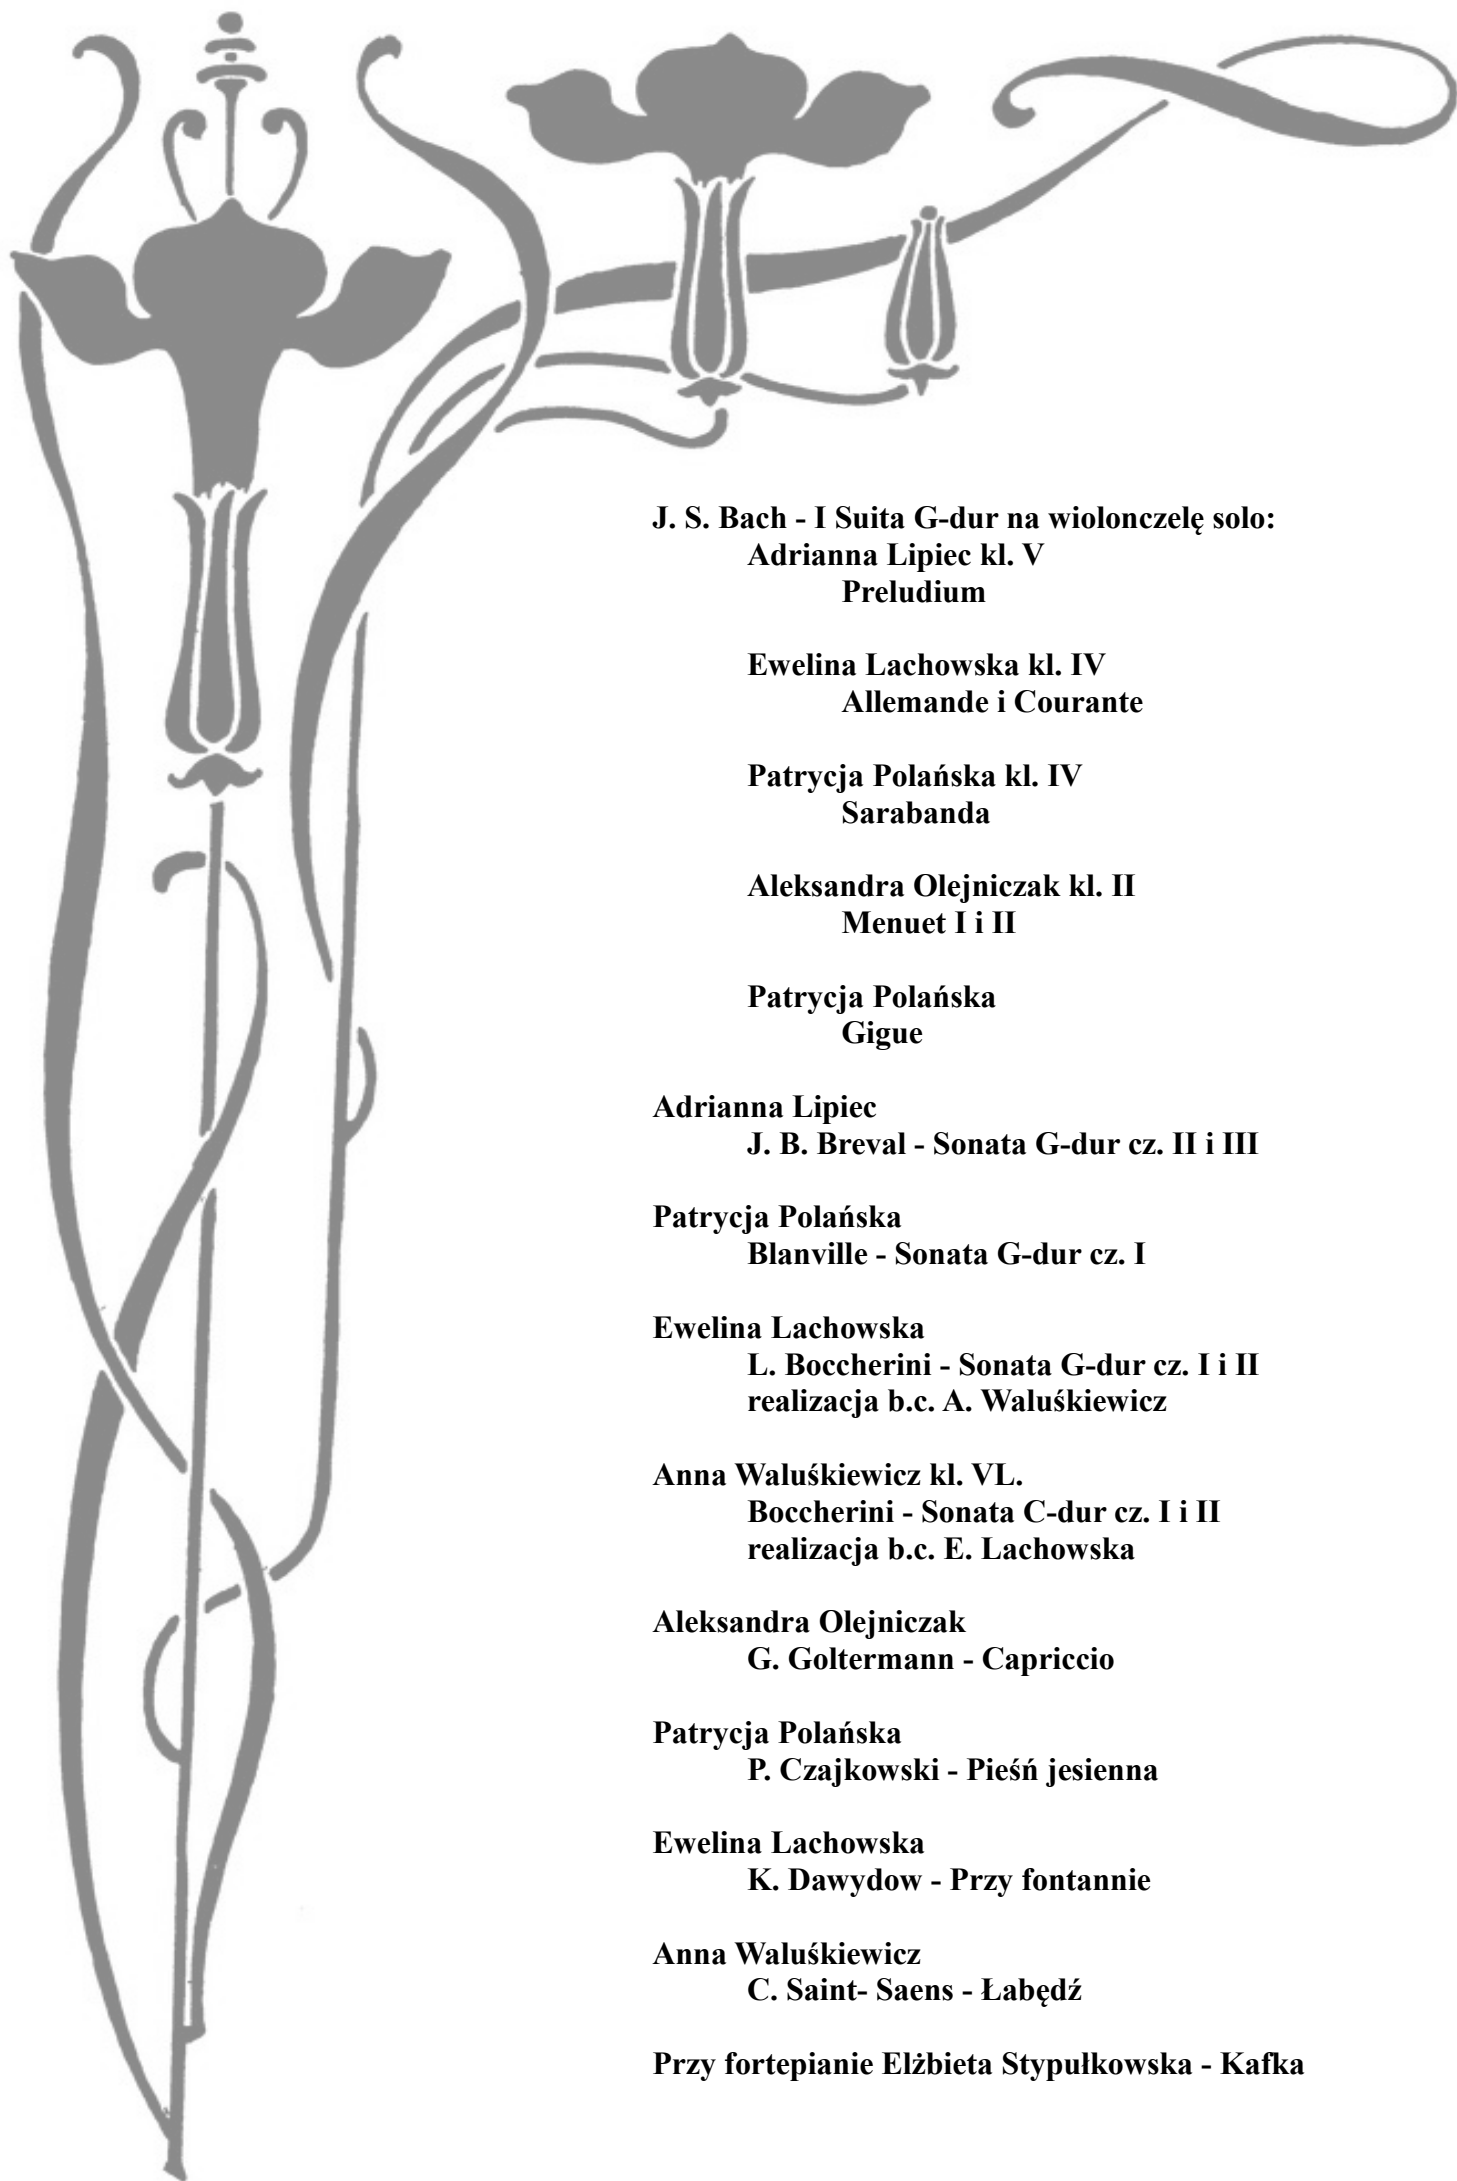 J. S. Bach - I Suita G-dur na wiolonczelę solo:
Adrianna Lipiec kl. V
Preludium
Ewelina Lachowska kl. IV
Allemande i Courante
Patrycja Polańska kl. IV
Sarabanda
Aleksandra Olejniczak kl. II
Menuet I i II
Patrycja Polańska
Gigue
Adrianna Lipiec
J. B. Breval - Sonata G-dur cz. II i III
Patrycja Polańska
Blanville - Sonata G-dur cz. I
Ewelina Lachowska
L. Boccherini - Sonata G-dur cz. I i II
realizacja b.c. A. Waluśkiewicz
Anna Waluśkiewicz kl. VL.
Boccherini - Sonata C-dur cz. I i II
realizacja b.c. E. Lachowska
Aleksandra Olejniczak
G. Goltermann - Capriccio
Patrycja Polańska
P. Czajkowski - Pieśń jesienna
Ewelina Lachowska
K. Dawydow - Przy fontannie
Anna Waluśkiewicz
C. Saint- Saens - Łabędź
Przy fortepianie Elżbieta Stypułkowska - Kafka